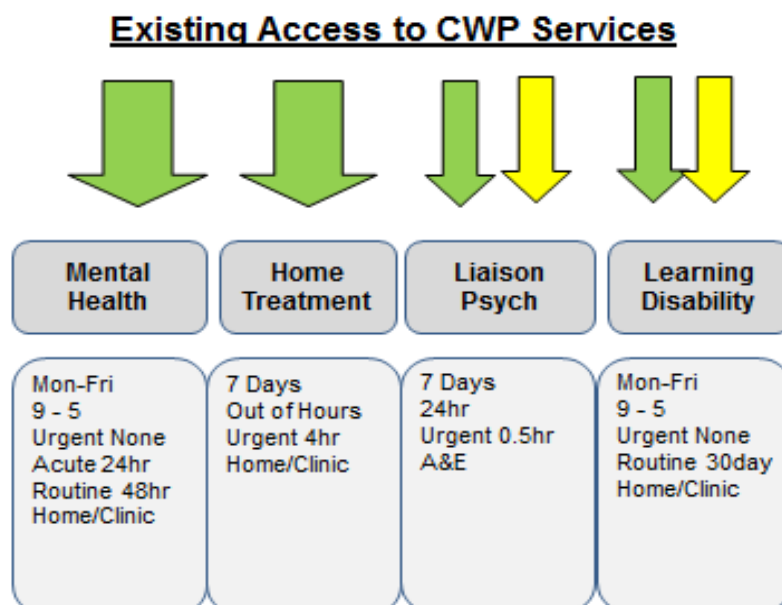 Existing Access to CWP Services
Mental
Health
Home
Treatment
Liaison
Psych
Learning
Disability
Mon-Fri
9 - 5
Urgent None
Acute 24hr
Routine 48hr
Home/Clinic
7 Days
Out of Hours
Urgent 4hr
Home/Clinic
7 Days
24hr
Urgent 0.5hr
A&E
Mon-Fri
9 - 5
Urgent None
Routine 30day
Home/Clinic